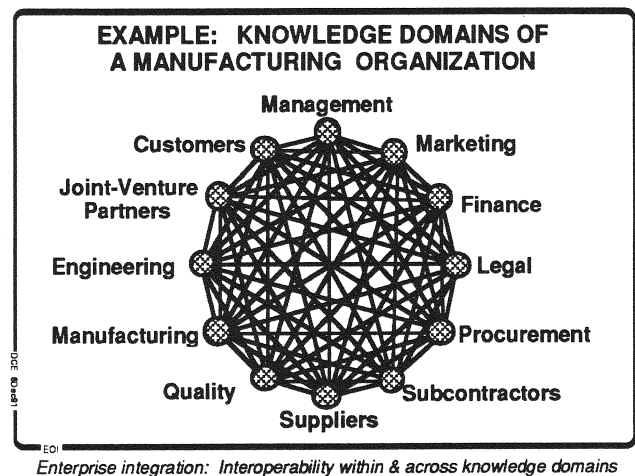 EXAMPLE: KNOWLEDGE DOMAINS OF
A MANUFACTURING ORGANIZATION
Management
Customers
Marketing
Joint-Venture
Partners
Finance
Engineering
Legal
Manufacturing
Procurement
Quality
Subcontractors
Suppliers
DCE
EOI
Enterprise integration: Interoperability within & across knowledge domains